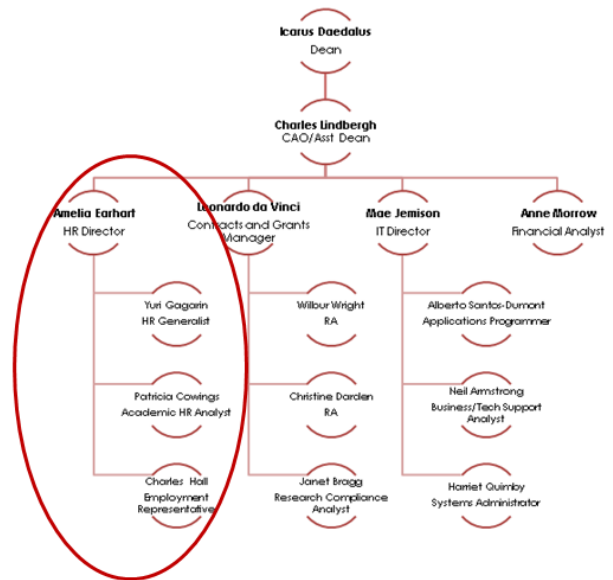 Icarus Daedalus
Dean
Charles Lindbergh
CAO/Asst Dean
Amelia Earhart
HR Director
Leonardo da Vinci
Contracts and Grants
Manager
Mae Jemison
IT Director
Anne Morrow
Financial Analyst
Yuri Gagarin
HR Generalist
Wilbur Wright
RA
Alberto Santos-Dumont
Applications Programmer
Patricia Cowings
Academic HR Analyst
Christine Darden
RA
Neil Armstrong
Business/Tech Support
Analyst
Charles Hall
Employment
Representative
Janet Bragg
Research Compliance
Analyst
Harriet Quimby
Systems Administrator